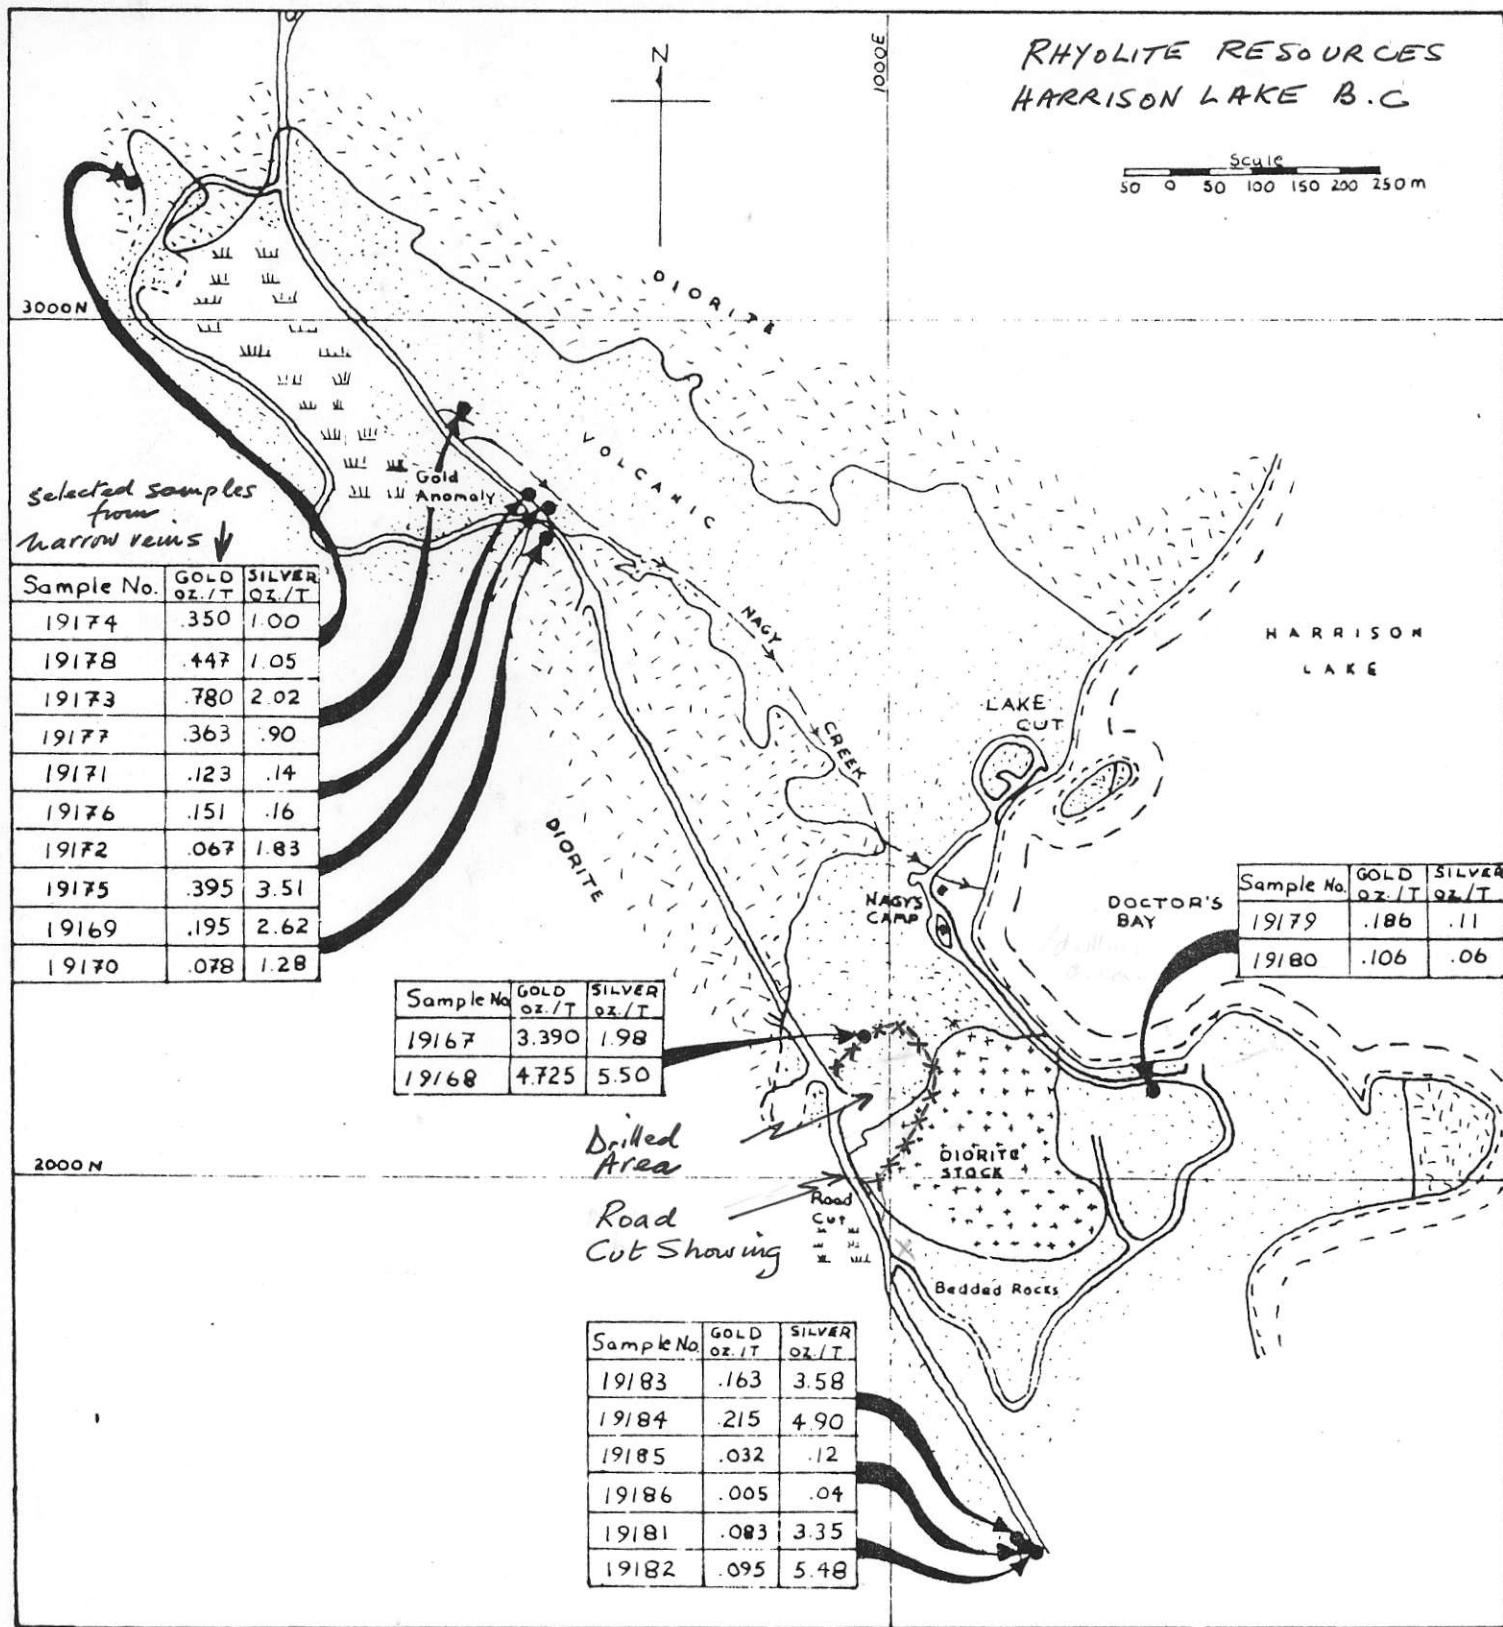 RHYOLITE RESOURCES
HARRISON LAKE B.C
N
1000E
Scale
50 0 50 100 150 200 250 m
DIORITE
3000N
VOLCANIC
Gold
Anomaly
selected samples
from
narrow veins
Sample No. GOLD OZ./T SILVER OZ./T
19174 .350 1.00
19178 .447 1.05
19173 .780 2.02
19177 .363 .90
19171 .123 .14
19176 .151 .16
19172 .067 1.83
19175 .395 3.51
19169 .195 2.62
19170 .078 1.28
NAGY
CREEK
HARRISON
LAKE
LAKE
CUT
DIORITE
NAGY'S
CAMP
DOCTOR'S
BAY
Sample No. GOLD OZ./T SILVER OZ/T
19179 .186 .11
19180 .106 .06
Sample No GOLD OZ./T SILVER OZ/T
19167 3.390 1.98
19168 4.725 5.50
Drilled
Area
2000N
DIORITE
STOCK
Road
Cut
Road
Cut Showing
Bedded Rocks
Sample No. GOLD OZ./T SILVER OZ./T
19183 .163 3.58
19184 .215 4.90
19185 .032 .12
19186 .005 .04
19181 .083 3.35
19182 .095 5.48